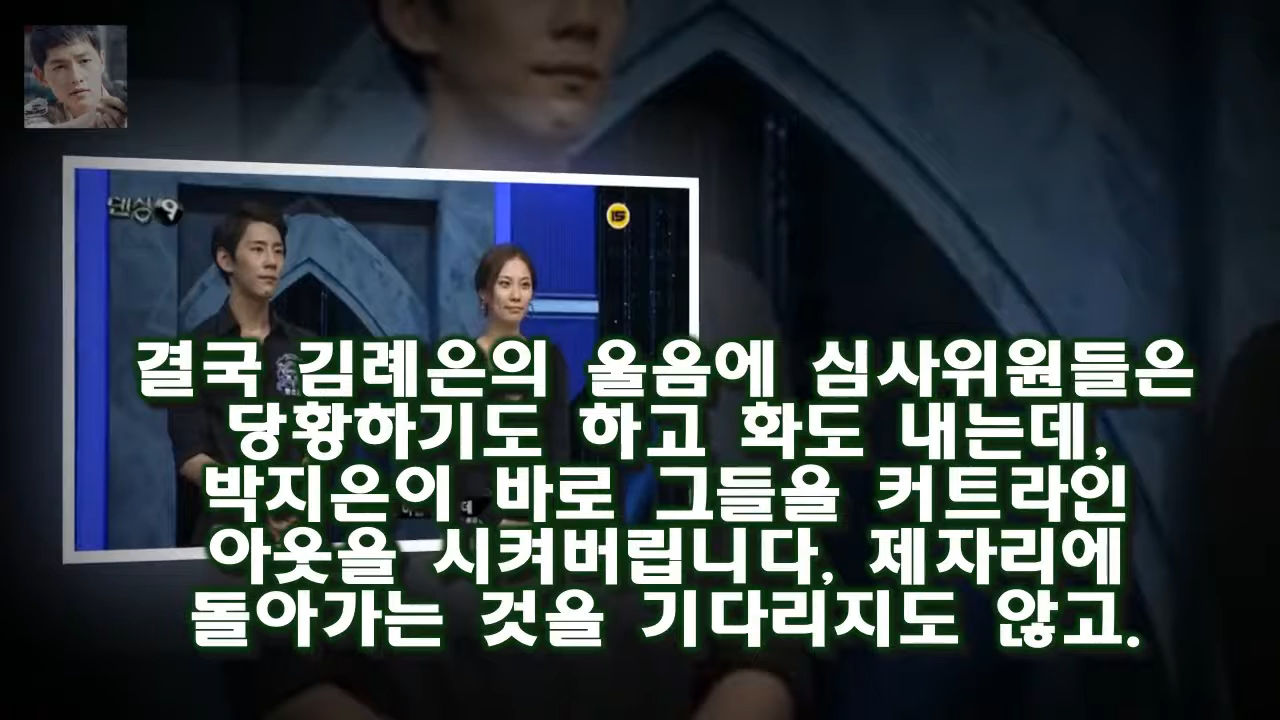 댄싱9
15
결국 김례은의 울음에 심사위원들은
당황하기도 하고 화도 내는데,
박지은이 바로 그들을 커트라인
아웃을 시켜버립니다, 제자리에
돌아가는 것을 기다리지도 않고.